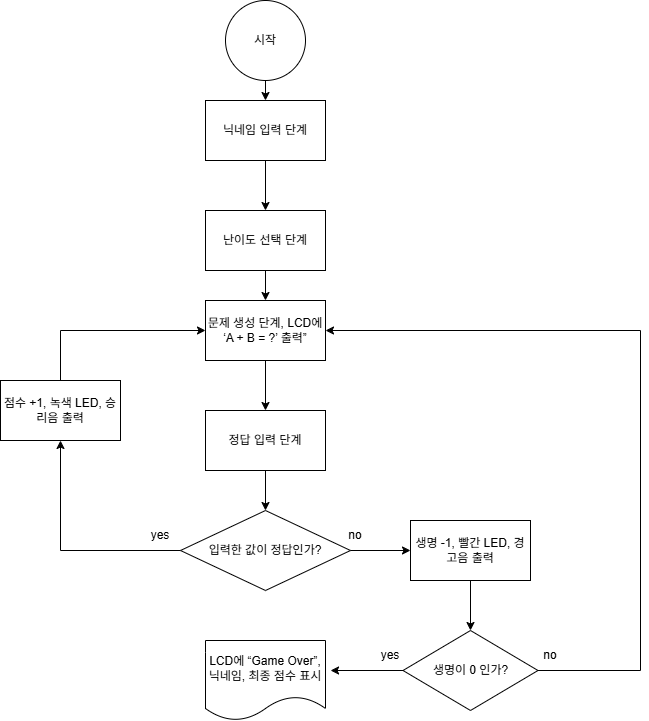 시작
닉네임 입력 단계
난이도 선택 단계
문제 생성 단계, LCD에
‘A + B = ?’ 출력”
점수 +1, 녹색 LED, 승
리음 출력
정답 입력 단계
yes
입력한 값이 정답인가?
no
생명 -1, 빨간 LED, 경
고음 출력
LCD에 “Game Over”,
닉네임, 최종 점수 표시
yes
생명이 0 인가?
no